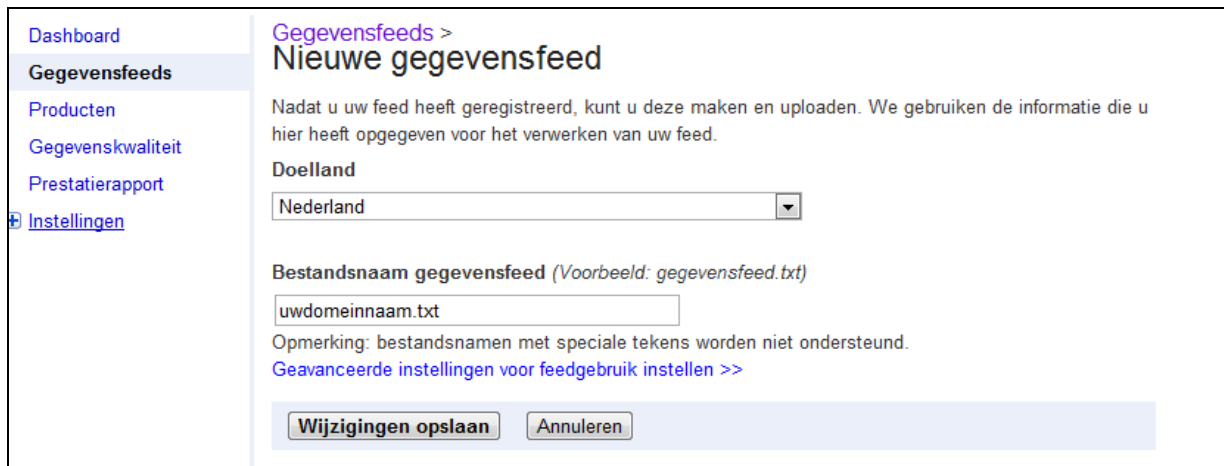 Dashboard
Gegevensfeeds
Producten
Gegevenskwaliteit
Prestatierapport
Instellingen
Gegevensfeeds >
Nieuwe gegevensfeed
Nadat u uw feed heeft geregistreerd, kunt u deze maken en uploaden. We gebruiken de informatie die u
hier heeft opgegeven voor het verwerken van uw feed.
Doelland
Nederland
Bestandsnaam gegevensfeed (Voorbeeld: gegevensfeed.txt)
uwdomeinnaam.txt
Opmerking: bestandsnamen met speciale tekens worden niet ondersteund.
Geavanceerde instellingen voor feedgebruik instellen >>
Wijzigingen opslaan Annuleren